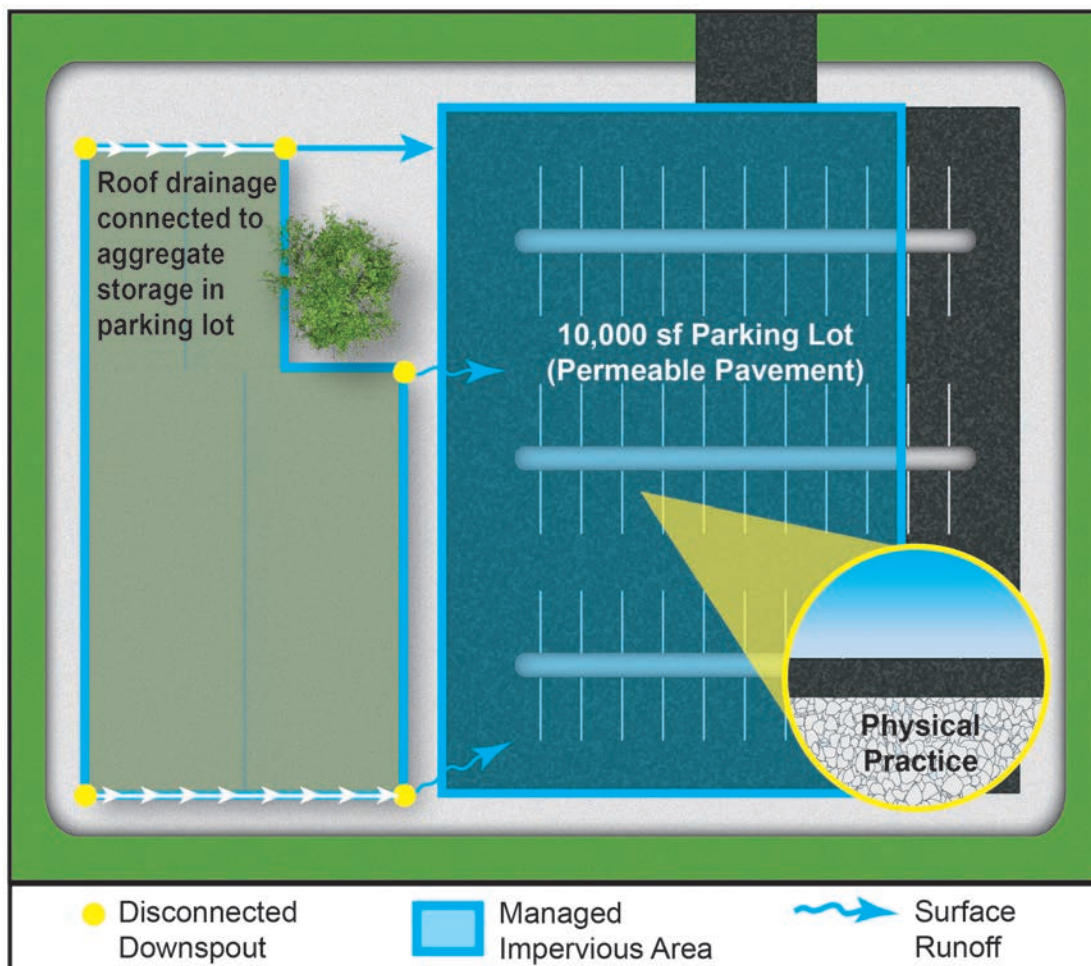 Roof drainage
connected to
aggregate
storage in
parking lot
10,000 sf Parking Lot
(Permeable Pavement)
Physical
Practice
Disconnected
Downspout
Managed
Impervious Area
Surface
Runoff